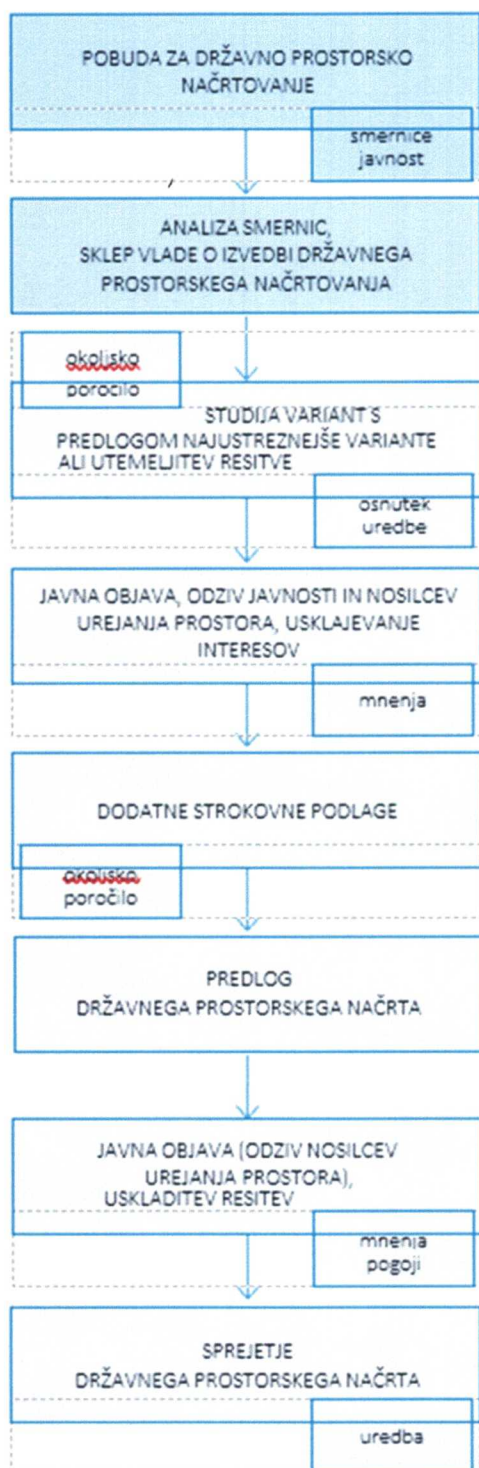 POBUDA ZA DRŽAVNO PROSTORSKO
NAČRTOVANJE
smernice
javnost
ANALIZA SMERNIC,
SKLEP VLADE O IZVEDBI DRŽAVNEGA
PROSTORSKEGA NAČRTOVANJA
okoljsko
poročilo
STUDIJA VARIANT S
PREDLOGOM NAJUSTREZNEJŠE VARIANTE
ALI UTEMELJITEV RESITVE
osnutek
uredbe
JAVNA OBJAVA, ODZIV JAVNOSTI IN NOSILCEV
UREJANJA PROSTORA, USKLAJEVANJE
INTERESOV
mnenja
DODATNE STROKOVNE PODLAGE
okoljsko
poročilo
PREDLOG
DRŽAVNEGA PROSTORSKEGA NAČRTA
JAVNA OBJAVA (ODZIV NOSILCEV
UREJANJA PROSTORA),
USKLADITEV RESITEV
mnenja
pogoji
SPREJETJE
DRŽAVNEGA PROSTORSKEGA NAČRTA
uredba